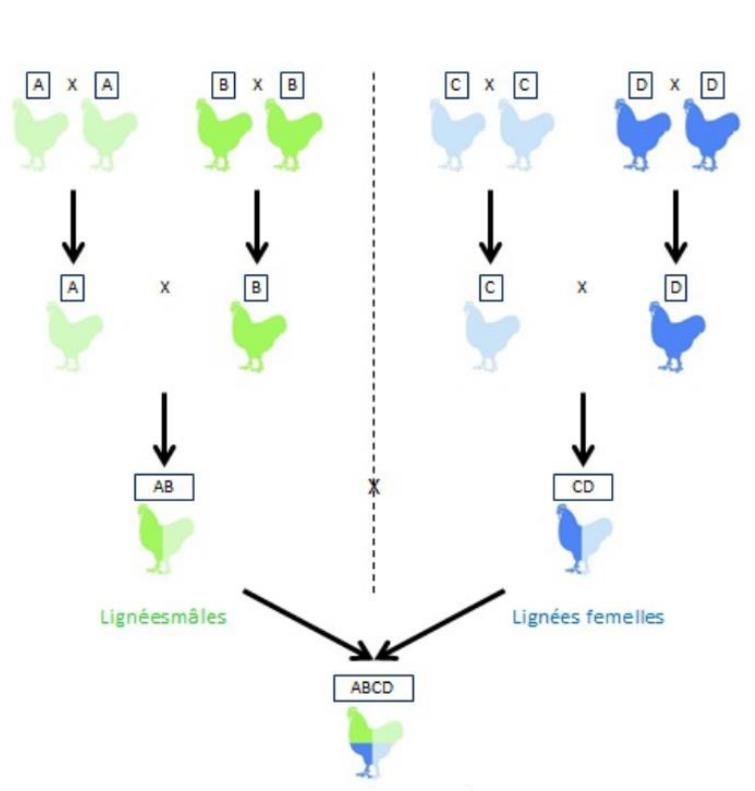 A X A B X B C X C D X D
A X B C X D
AB X CD
Lignéesmâles Lignées femelles
ABCD